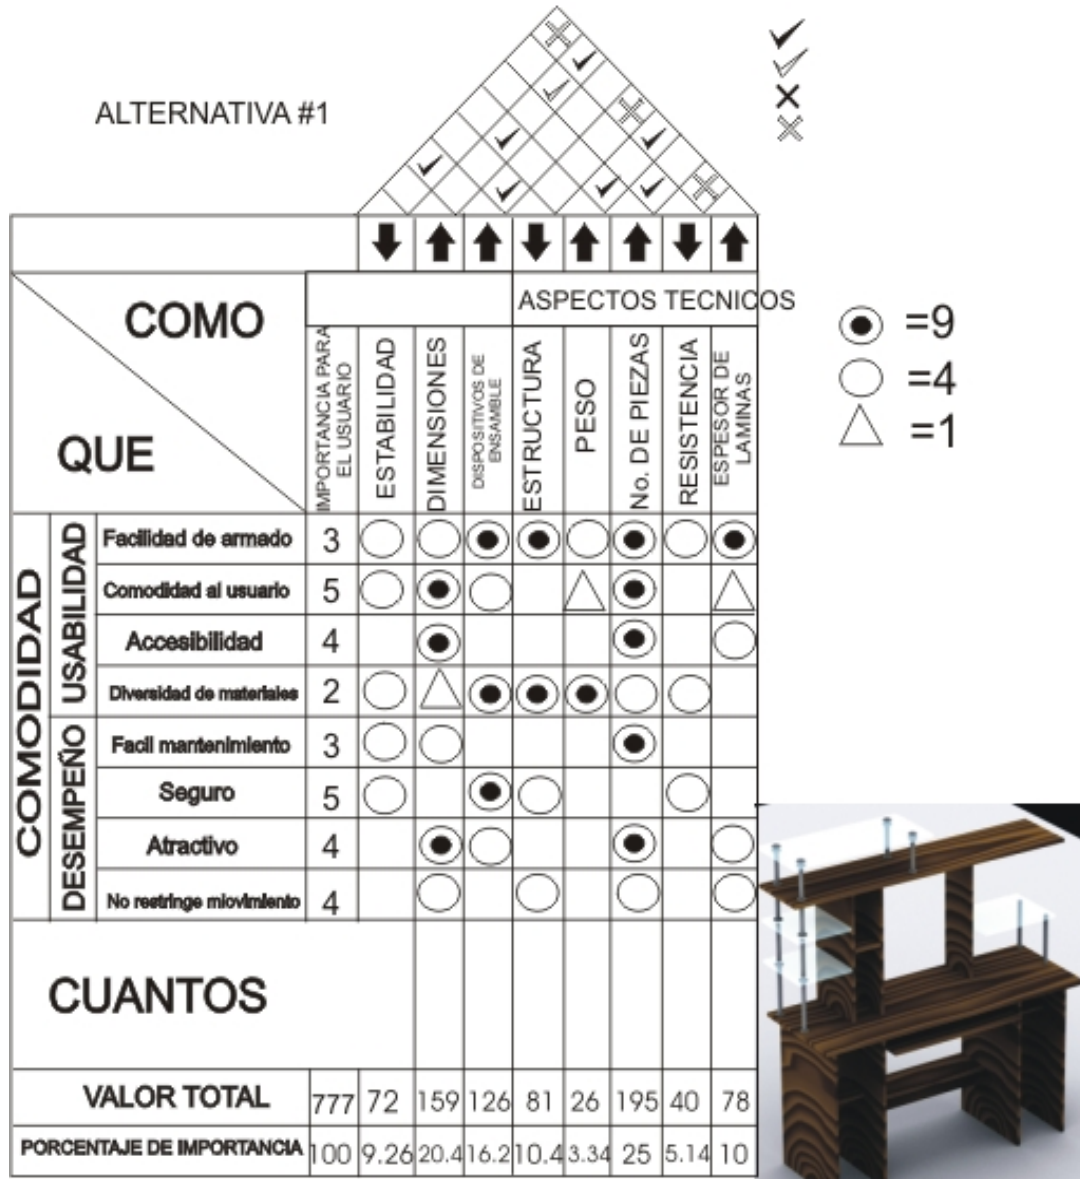 ALTERNATIVA #1
COMO
QUE
ASPECTOS TECNICOS
IMPORTANCIA PARA
EL USUARIO
ESTABILIDAD
DIMENSIONES
DISPOSITIVOS DE
ENSAMBLE
ESTRUCTURA
PESO
No. DE PIEZAS
RESISTENCIA
ESPESOR DE
LAMINAS
=9
=4
=1
COMODIDAD
USABILIDAD
DESEMPEÑO
Facilidad de armado 3
Comodidad al usuario 5
Accesibilidad 4
Diversidad de materiales 2
Facil mantenimiento 3
Seguro 5
Atractivo 4
No restringe miovimiento 4
CUANTOS
VALOR TOTAL 777 72 159 126 81 26 195 40 78
PORCENTAJE DE IMPORTANCIA 100 9.26 20.4 16.2 10.4 3.34 25 5.14 10